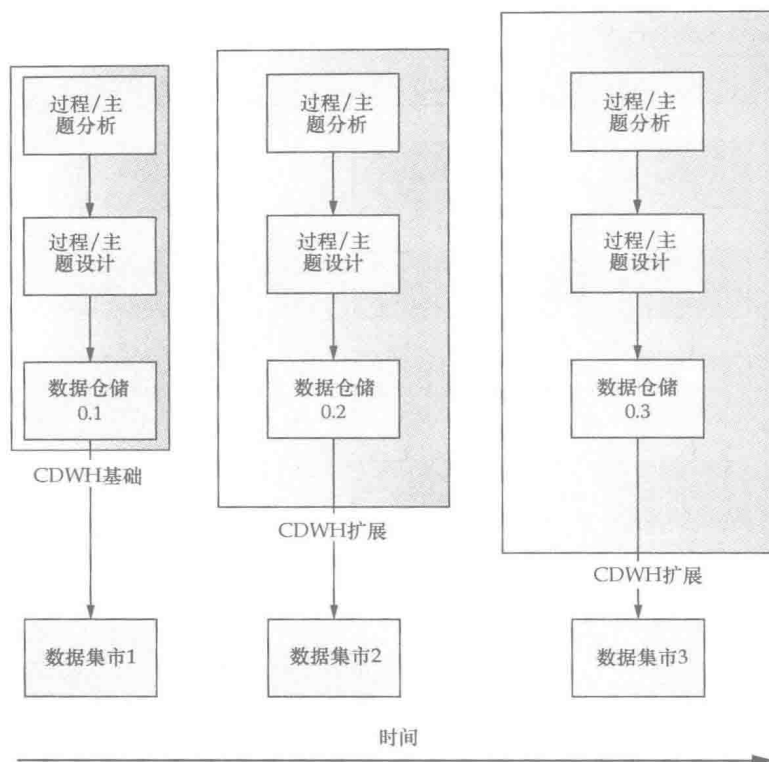 过程/主
题分析
过程/主
题设计
数据仓储
0.1
CDWH基础
数据集市1
过程/主
题分析
过程/主
题设计
数据仓储
0.2
CDWH扩展
数据集市2
过程/主
题分析
过程/主
题设计
数据仓储
0.3
CDWH扩展
数据集市3
时间